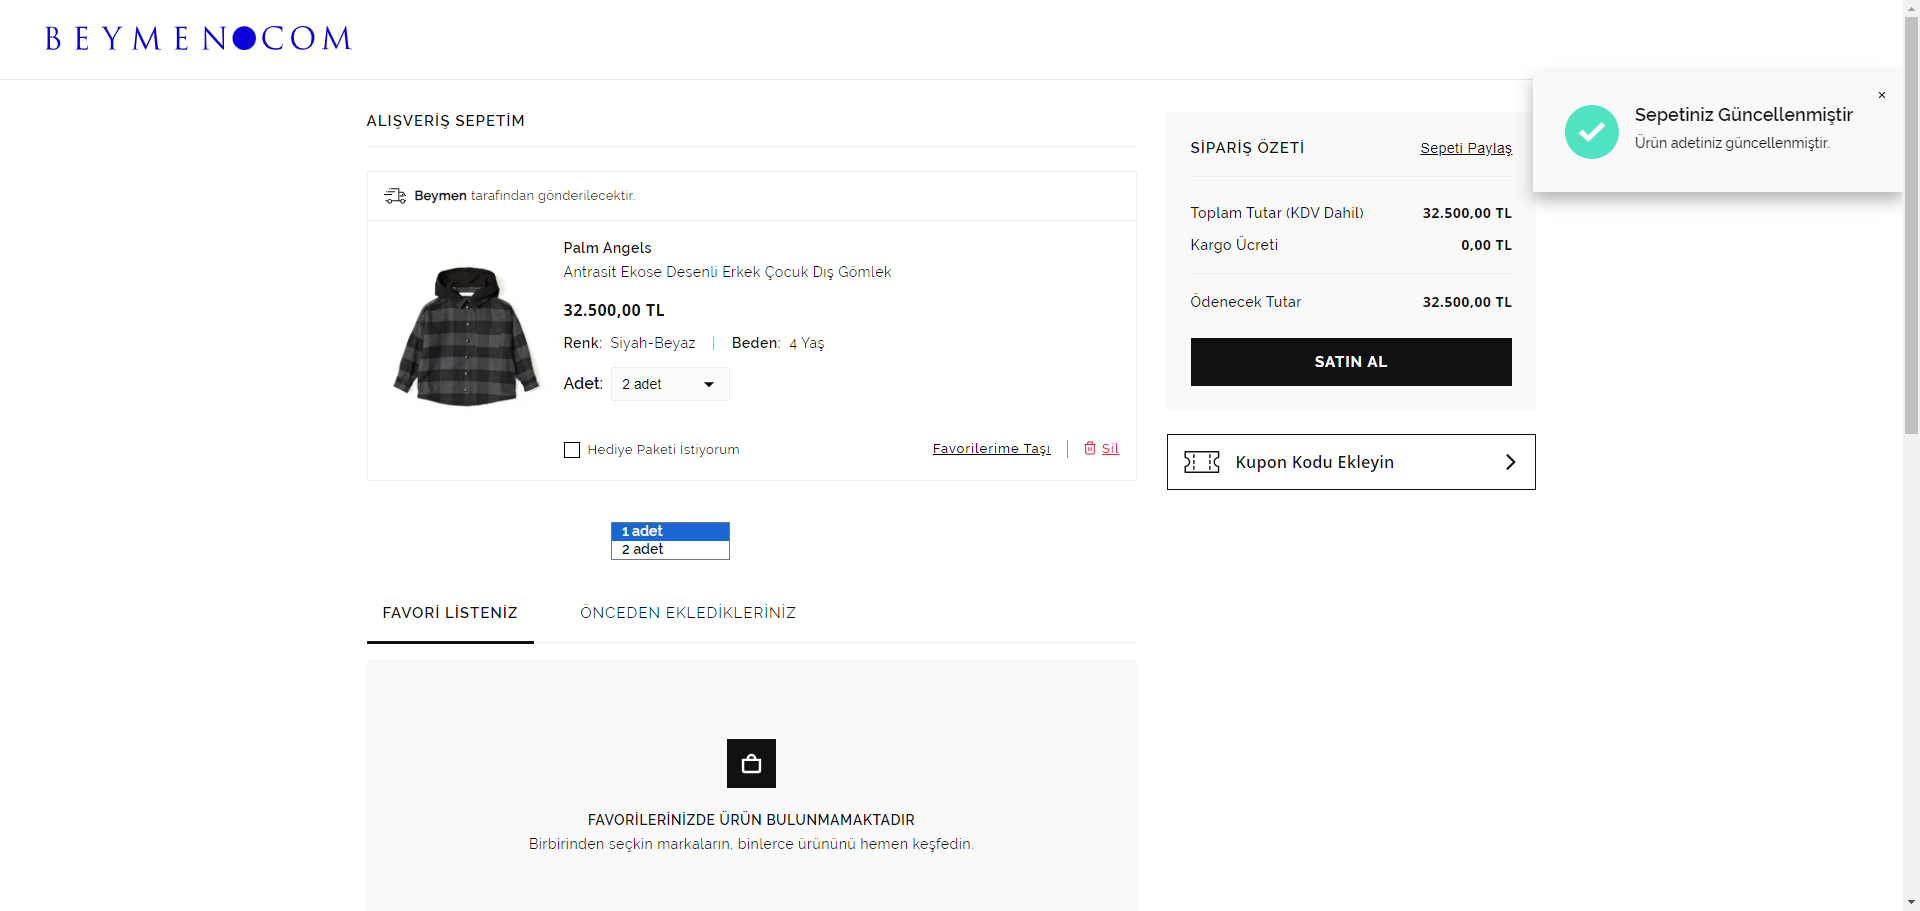 BEYMEN COM
Sepetiniz Güncellenmiştir
Ürün adetiniz güncellenmiştir.
ALIŞVERİŞ SEPETİM
Beymen tarafından gönderilecektir.
Palm Angels
Antrasit Ekose Desenli Erkek Çocuk Dış Gömlek
32.500,00 TL
Renk: Siyah-Beyaz | Beden: 4 Yaş
Adet: 2 adet
Hediye Paketi İstiyorum
Favorilerime Taşı | Sil
1 adet
2 adet
SİPARİŞ ÖZETİ
Sepeti Paylaş
Toplam Tutar (KDV Dahil) 32.500,00 TL
Kargo Ücreti 0,00 TL
Ödenecek Tutar 32.500,00 TL
SATIN AL
Kupon Kodu Ekleyin
FAVORİ LİSTENİZ
ÖNCEDEN EKLEDİKLERİNİZ
FAVORİLERİNİZDE ÜRÜN BULUNMAMAKTADIR
Birbirinden seçkin markaların, binlerce ürününü hemen keşfedin.